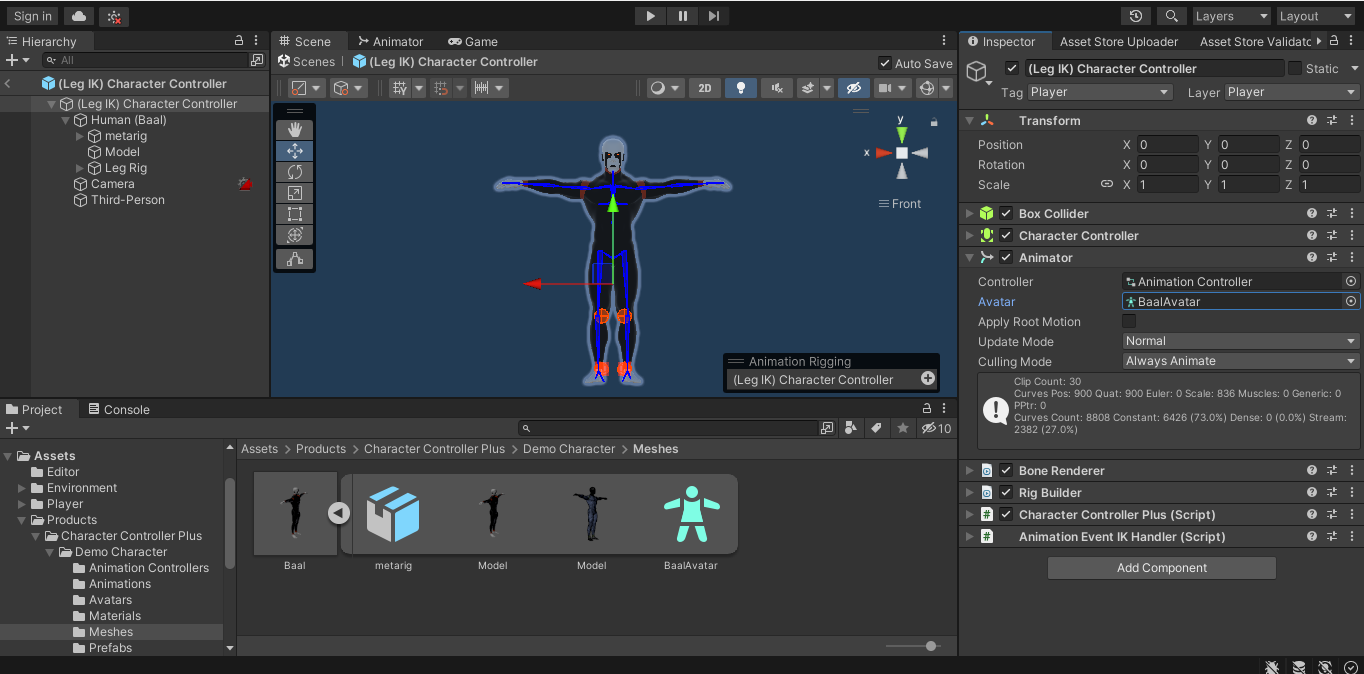 Sign in
Layers
Layout
Hierarchy
All
(Leg IK) Character Controller
(Leg IK) Character Controller
Human (Baal)
metarig
Model
Leg Rig
Camera
Third-Person
Scene
Animator
Game
Scenes
(Leg IK) Character Controller
Auto Save
2D
y
x
Front
Animation Rigging
(Leg IK) Character Controller
Inspector
Asset Store Uploader
Asset Store Validato
(Leg IK) Character Controller
Static
Tag Player
Layer Player
Transform
Position X 0 Y 0 Z 0
Rotation X 0 Y 0 Z 0
Scale X 1 Y 1 Z 1
Box Collider
Character Controller
Animator
Controller Animation Controller
Avatar BaalAvatar
Apply Root Motion
Update Mode Normal
Culling Mode Always Animate
Clip Count: 30
Curves Pos: 900 Quat: 900 Euler: 0 Scale: 836 Muscles: 0 Generic: 0
PPtr: 0
Curves Count: 8808 Constant: 6426 (73.0%) Dense: 0 (0.0%) Stream:
2382 (27.0%)
Bone Renderer
Rig Builder
# Character Controller Plus (Script)
# Animation Event IK Handler (Script)
Add Component
Project
Console
10
Assets
Editor
Environment
Player
Products
Character Controller Plus
Demo Character
Animation Controllers
Animations
Avatars
Materials
Meshes
Prefabs
Assets > Products > Character Controller Plus > Demo Character > Meshes
Baal
metarig
Model
Model
BaalAvatar